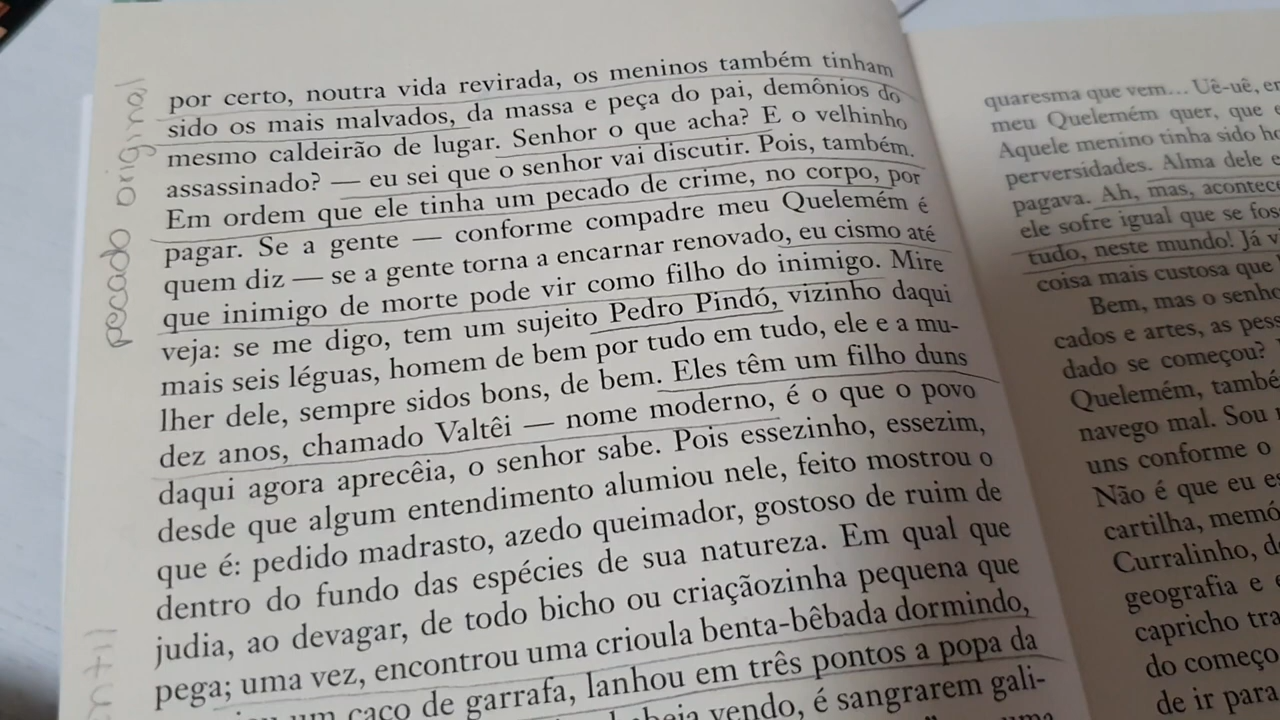 por certo, noutra vida revirada, os meninos também tinham
sido os mais malvados, da massa e peça do pai, demônios do
mesmo caldeirão de lugar. Senhor o que acha? E o velhinho
assassinado? — eu sei que o senhor vai discutir. Pois, também.
Em ordem que ele tinha um pecado de crime, no corpo, por
pagar. Se a gente — conforme compadre meu Quelemém é
quem diz — se a gente torna a encarnar renovado, eu cismo até
que inimigo de morte pode vir como filho do inimigo. Mire
veja: se me digo, tem um sujeito Pedro Pindó, vizinho daqui
mais seis léguas, homem de bem por tudo em tudo, ele e a mu-
lher dele, sempre sidos bons, de bem. Eles têm um filho duns
dez anos, chamado Valtêi — nome moderno, é o que o povo
daqui agora aprecêia, o senhor sabe. Pois essezinho, essezim,
desde que algum entendimento alumiou nele, feito mostrou o
que é: pedido madrasto, azedo queimador, gostoso de ruim de
dentro do fundo das espécies de sua natureza. Em qual que
judia, ao devagar, de todo bicho ou criaçãozinha pequena que
pega; uma vez, encontrou uma crioula benta-bêbada dormindo,
um caco de garrafa, lanhou em três pontos a popa da
vendo, é sangrarem gali-
uma
pecado
quaresma que vem... Uê-uê,
meu Quelemém quer, que
Aquele menino tinha sido
perversidades. Alma dele
pagava. Ah, mas,
ele sofre igual que se
tudo, neste mundo! Já
coisa mais custosa que
Bem, mas o
cados e artes, as
dado se começou?
Quelemém,
navego mal. Sou
uns conforme o
Não é que eu
cartilha,
Curralinho,
geografia e
capricho
do
de ir para